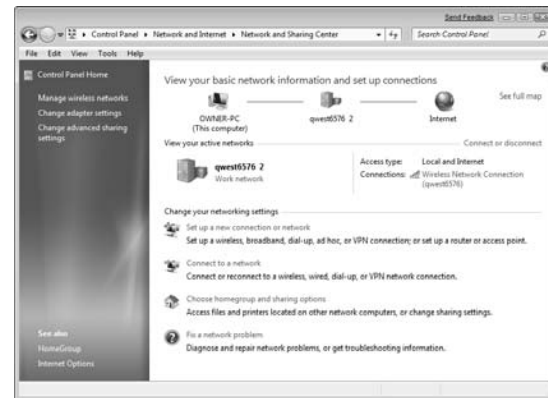 Send Feedback
Control Panel ▸ Network and Internet ▸ Network and Sharing Center
Search Control Panel
File Edit View Tools Help
Control Panel Home
Manage wireless networks
Change adapter settings
Change advanced sharing
settings
See also
HomeGroup
Internet Options
View your basic network information and set up connections
See full map
OWNER-PC
(This computer)
qwest6576 2
Internet
View your active networks
Connect or disconnect
qwest6576 2
Work network
Access type: Local and Internet
Connections: Wireless Network Connection
(qwest6576)
Change your networking settings
Set up a new connection or network
Set up a wireless, broadband, dial-up, ad hoc, or VPN connection; or set up a router or access point.
Connect to a network
Connect or reconnect to a wireless, wired, dial-up, or VPN network connection.
Choose homegroup and sharing options
Access files and printers located on other network computers, or change sharing settings.
Fix a network problem
Diagnose and repair network problems, or get troubleshooting information.